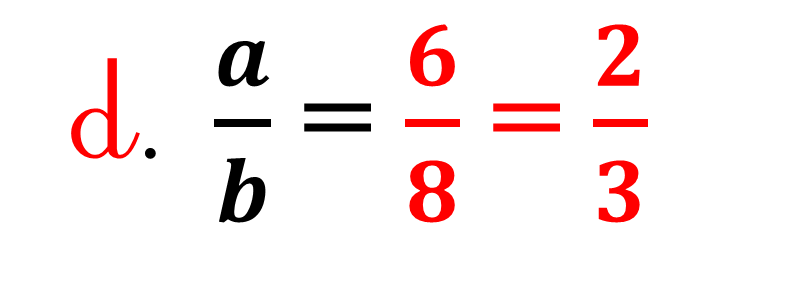 d. a/b = 6/8 = 2/3